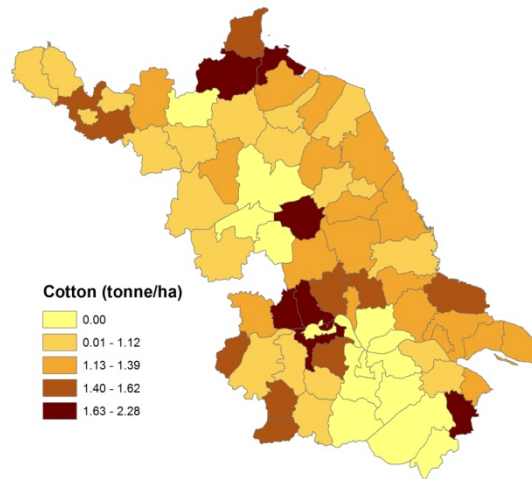 Cotton (tonne/ha)
0.00
0.01 - 1.12
1.13 - 1.39
1.40 - 1.62
1.63 - 2.28